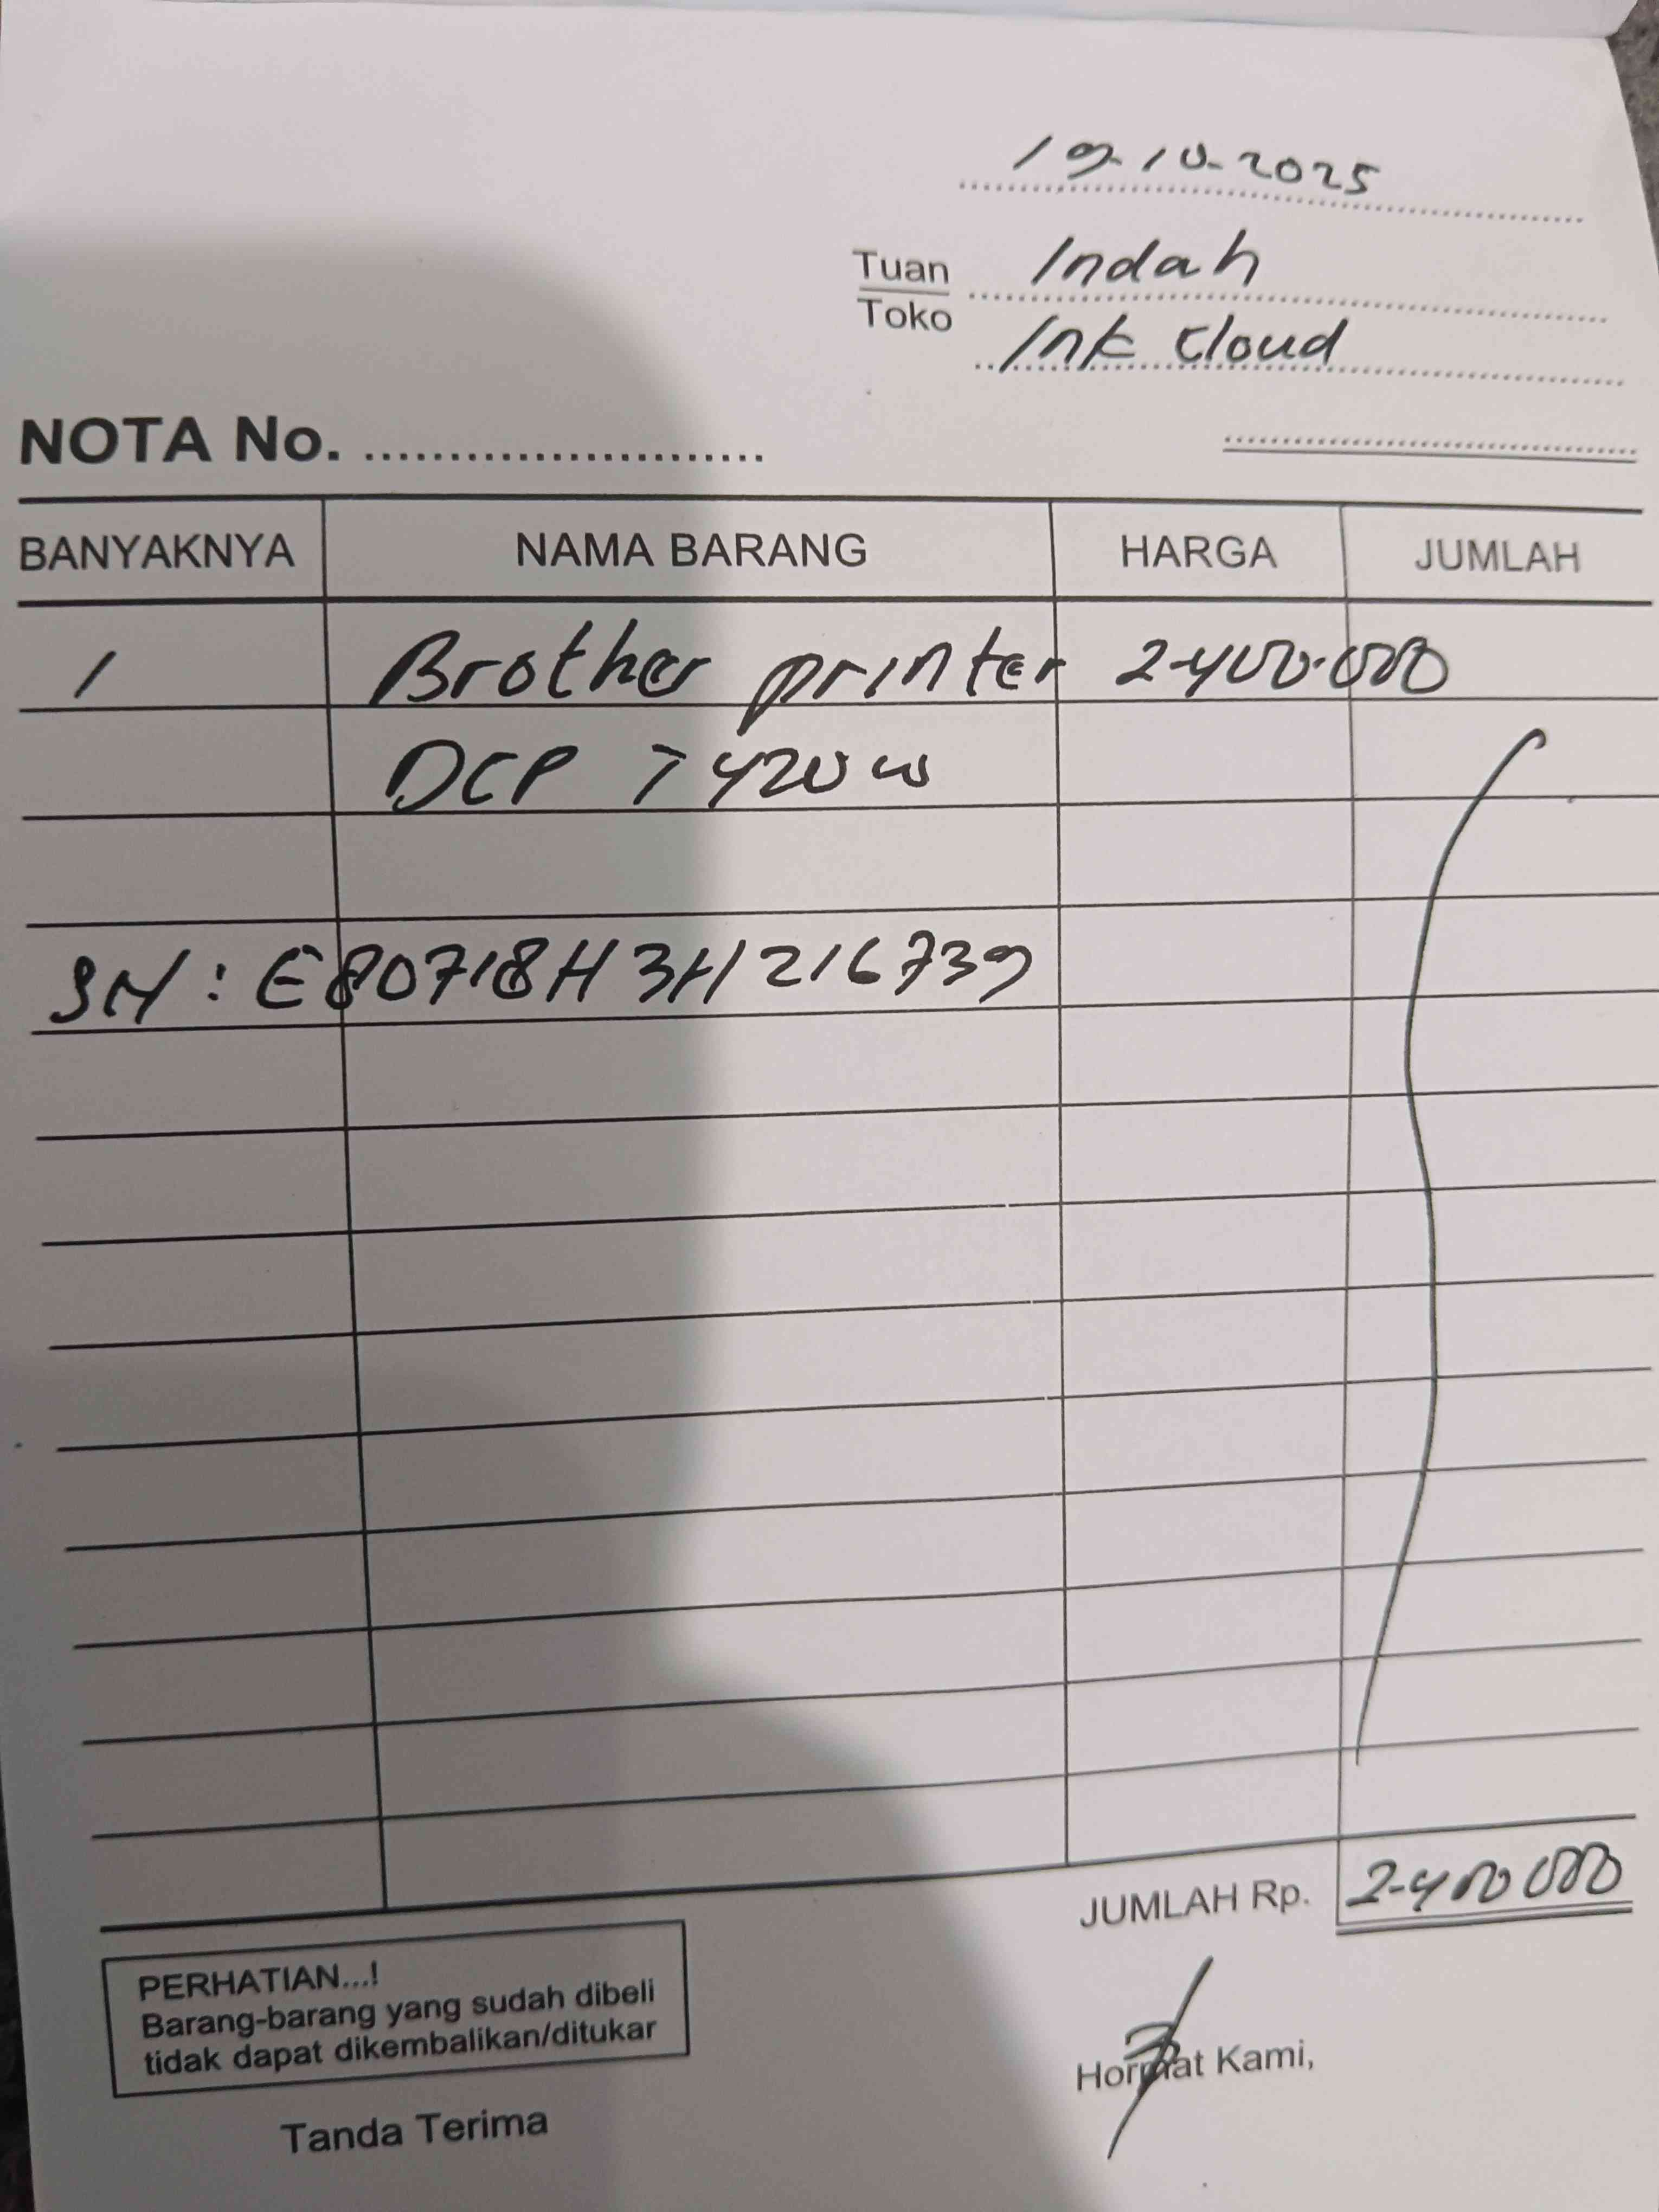 19-10-2025
Tuan Indah
Toko Ink Cloud
NOTA No. ........................
BANYAKNYA NAMA BARANG HARGA JUMLAH
1 Brother printer 2.400.000
DCP T420W
SN : E80718H3H216739
JUMLAH Rp. 2.400 000
PERHATIAN...!
Barang-barang yang sudah dibeli
tidak dapat dikembalikan/ditukar
Hormat Kami,
Tanda Terima